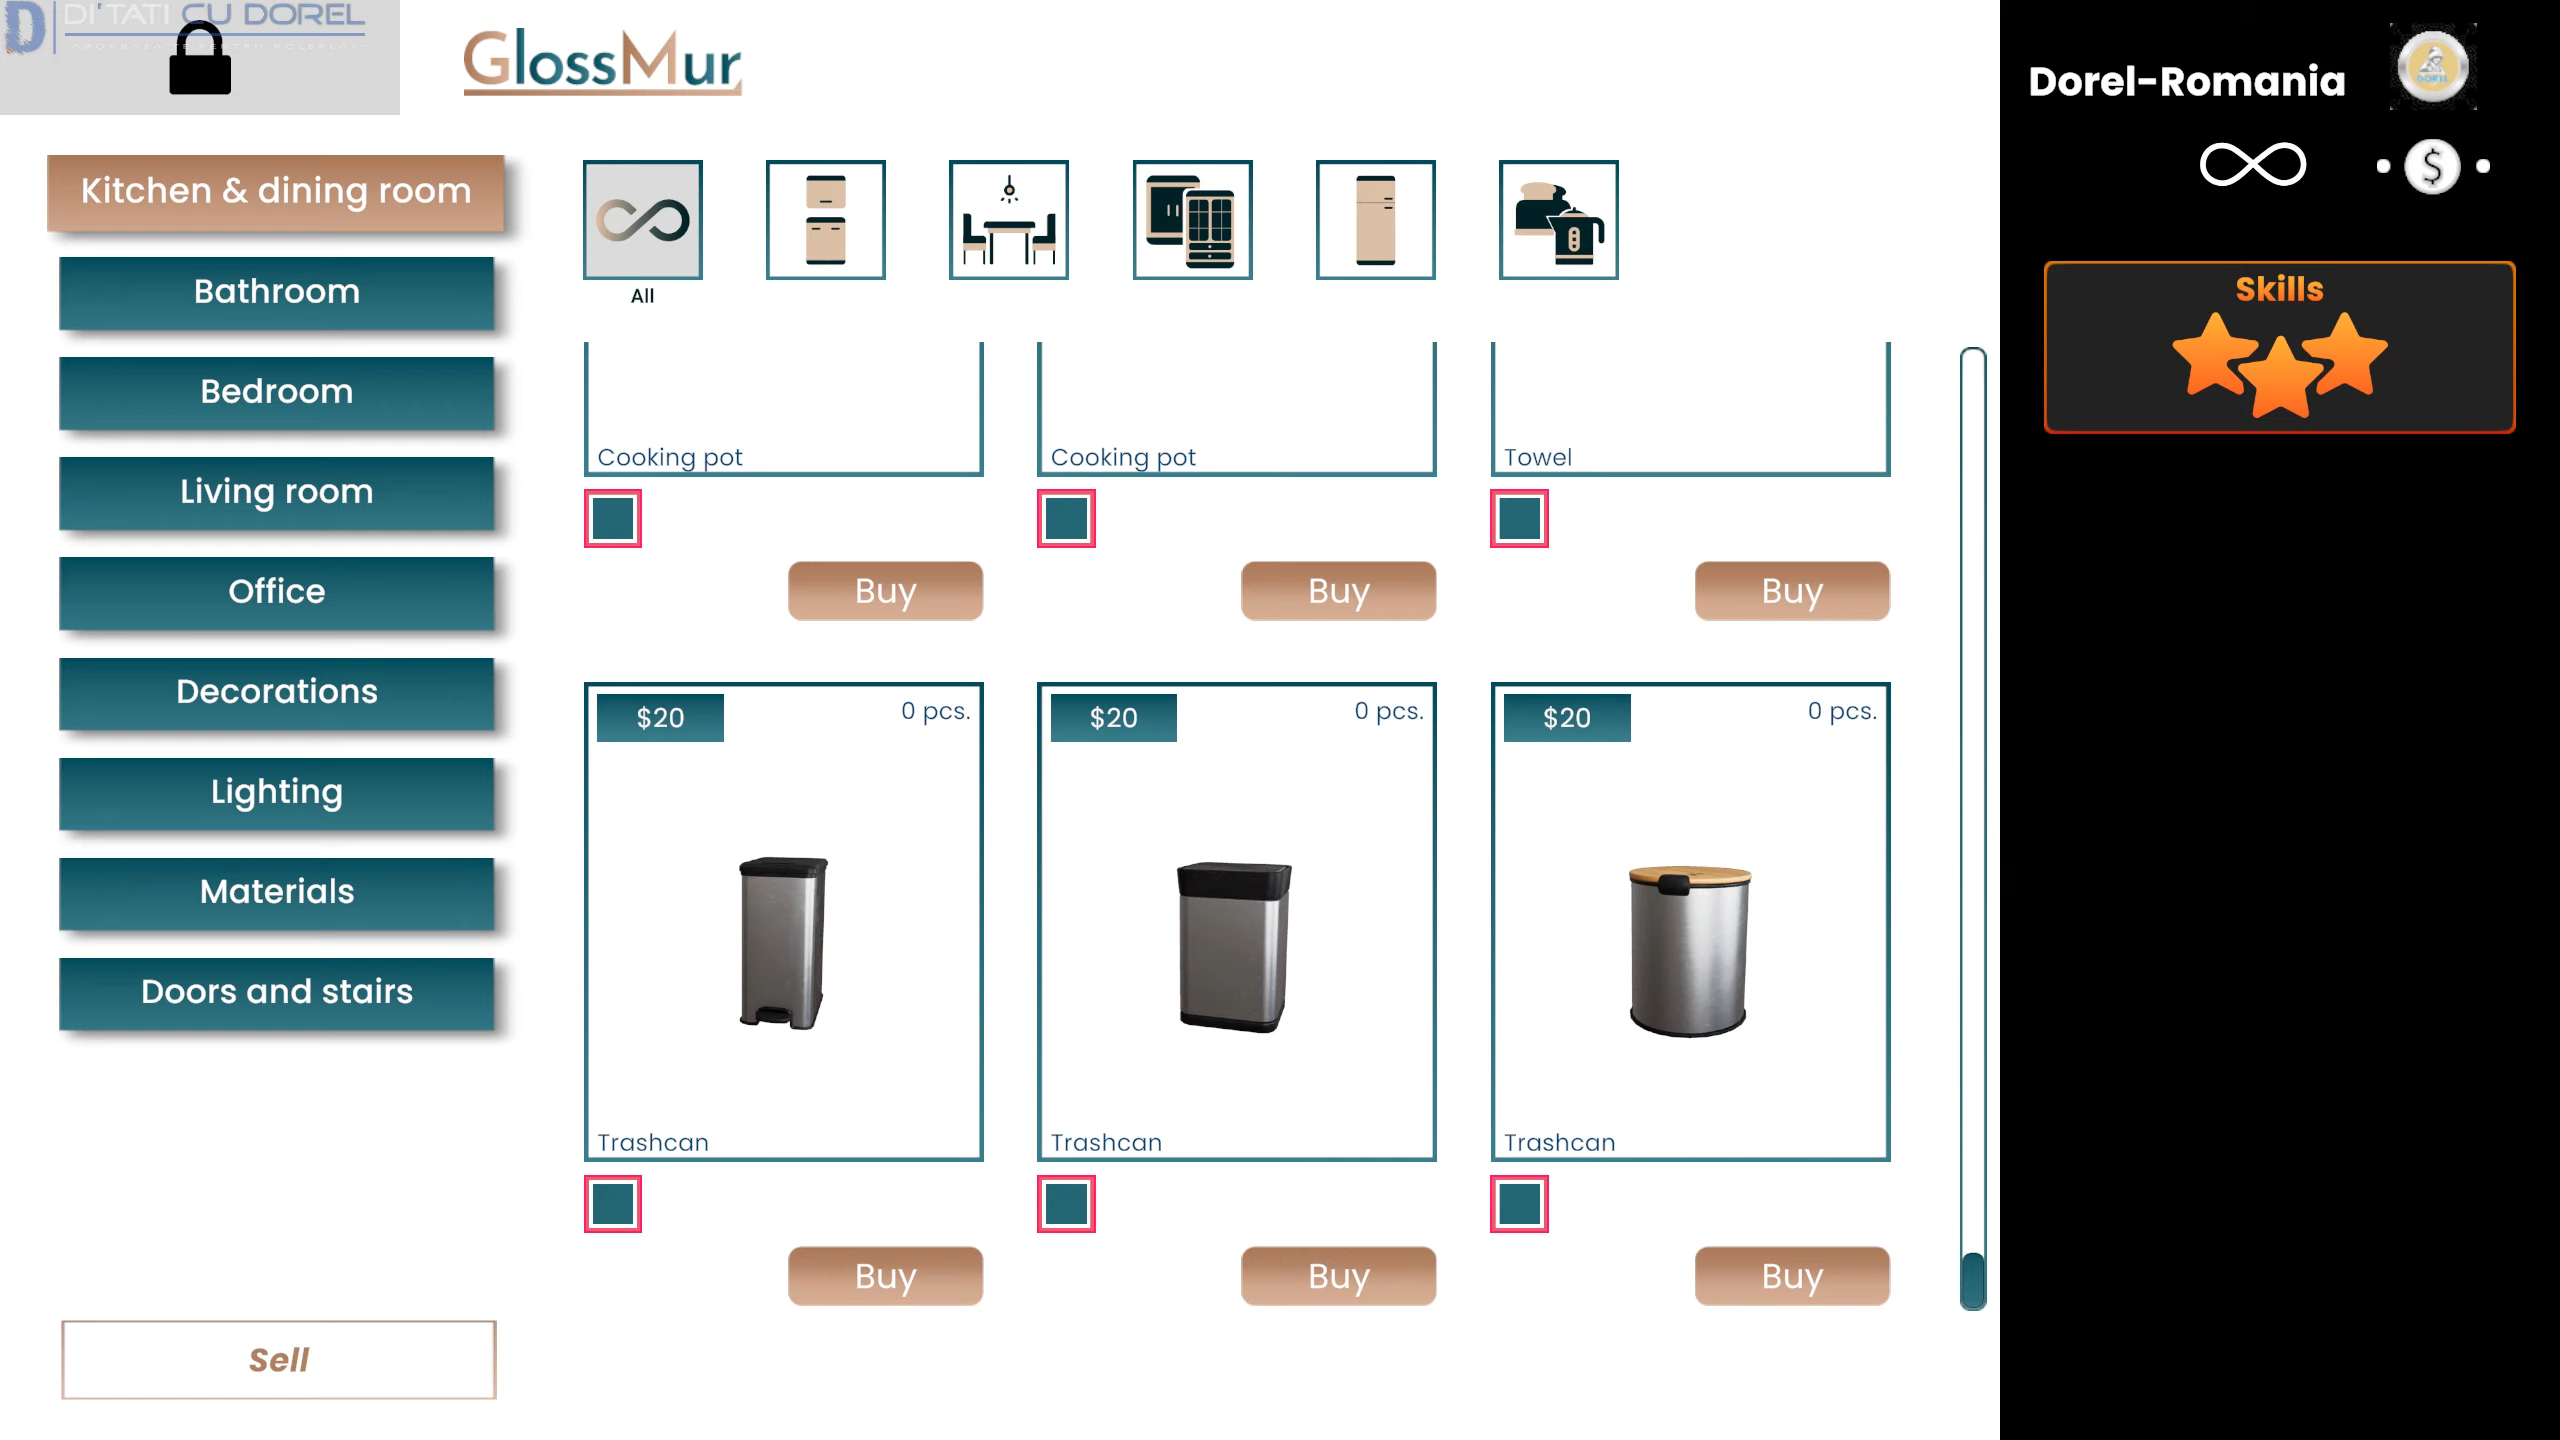 DI'TATI CU DOREL
GlossMur
Dorel-Romania
Kitchen & dining room
Bathroom
Bedroom
Living room
Office
Decorations
Lighting
Materials
Doors and stairs
Sell
All
Skills
Cooking pot
Cooking pot
Towel
Buy
Buy
Buy
$20
0 pcs.
$20
0 pcs.
$20
0 pcs.
Trashcan
Trashcan
Trashcan
Buy
Buy
Buy